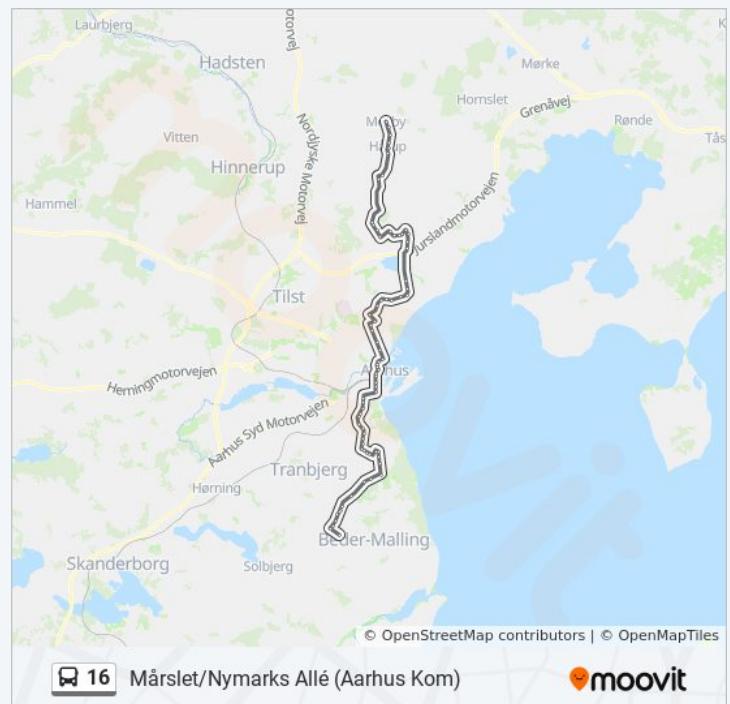 Laurbjerg
otorvej
Hadsten
Mørke
Hornslet
Grenåvej
Rønde
Vitten
Nordjyske Motorvej
Hinnerup
Hammel
Tilst
Herningmotorvejen
Aarhus Syd Motorvejen
Tranbjerg
Hørning
Beder-Malling
Skanderborg
Solbjerg
© OpenStreetMap contributors | © OpenMapTiles
16 Mårslet/Nymarks Allé (Aarhus Kom)
moovit